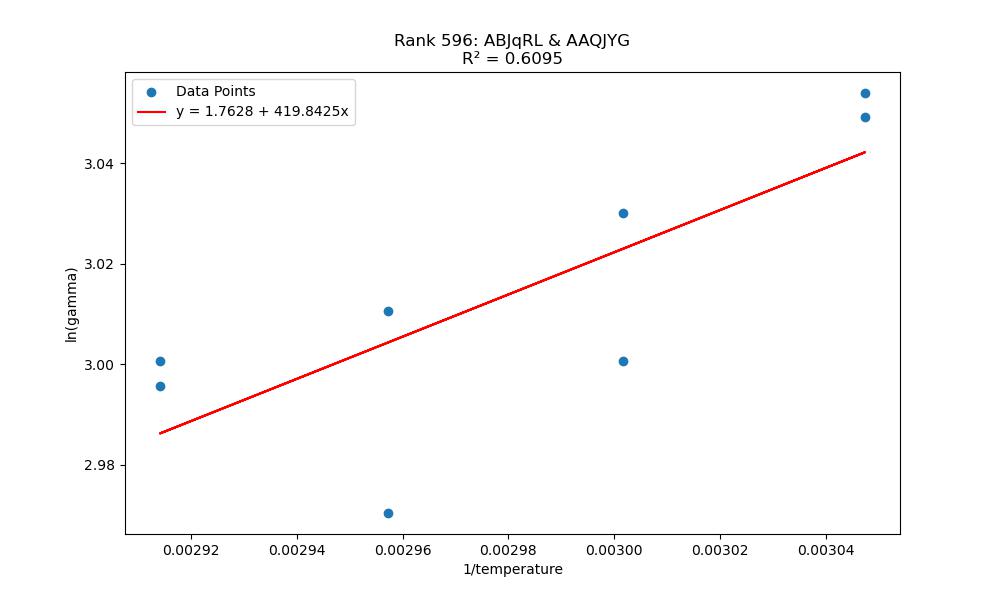 Rank 596: ABJqRL & AAQJYG
R² = 0.6095
Data Points
y = 1.7628 + 419.8425x
3.04
3.02
3.00
2.98
ln(gamma)
0.00292
0.00294
0.00296
0.00298
0.00300
0.00302
0.00304
1/temperature